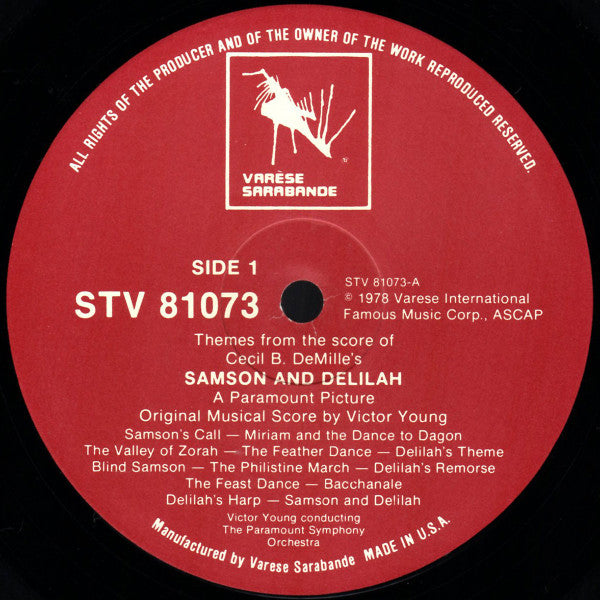 ALL RIGHTS OF THE PRODUCER AND OF THE OWNER OF THE WORK REPRODUCED RESERVED.
VARÈSE
SARABANDE
SIDE 1
STV 81073
STV 81073-A
© 1978 Varese International
Famous Music Corp., ASCAP
Themes from the score of
Cecil B. DeMille's
SAMSON AND DELILAH
A Paramount Picture
Original Musical Score by Victor Young
Samson's Call — Miriam and the Dance to Dagon
The Valley of Zorah — The Feather Dance — Delilah's Theme
Blind Samson — The Philistine March — Delilah's Remorse
The Feast Dance — Bacchanale
Delilah's Harp — Samson and Delilah
Victor Young conducting
The Paramount Symphony
Orchestra
Manufactured by Varese Sarabande MADE IN U.S.A.